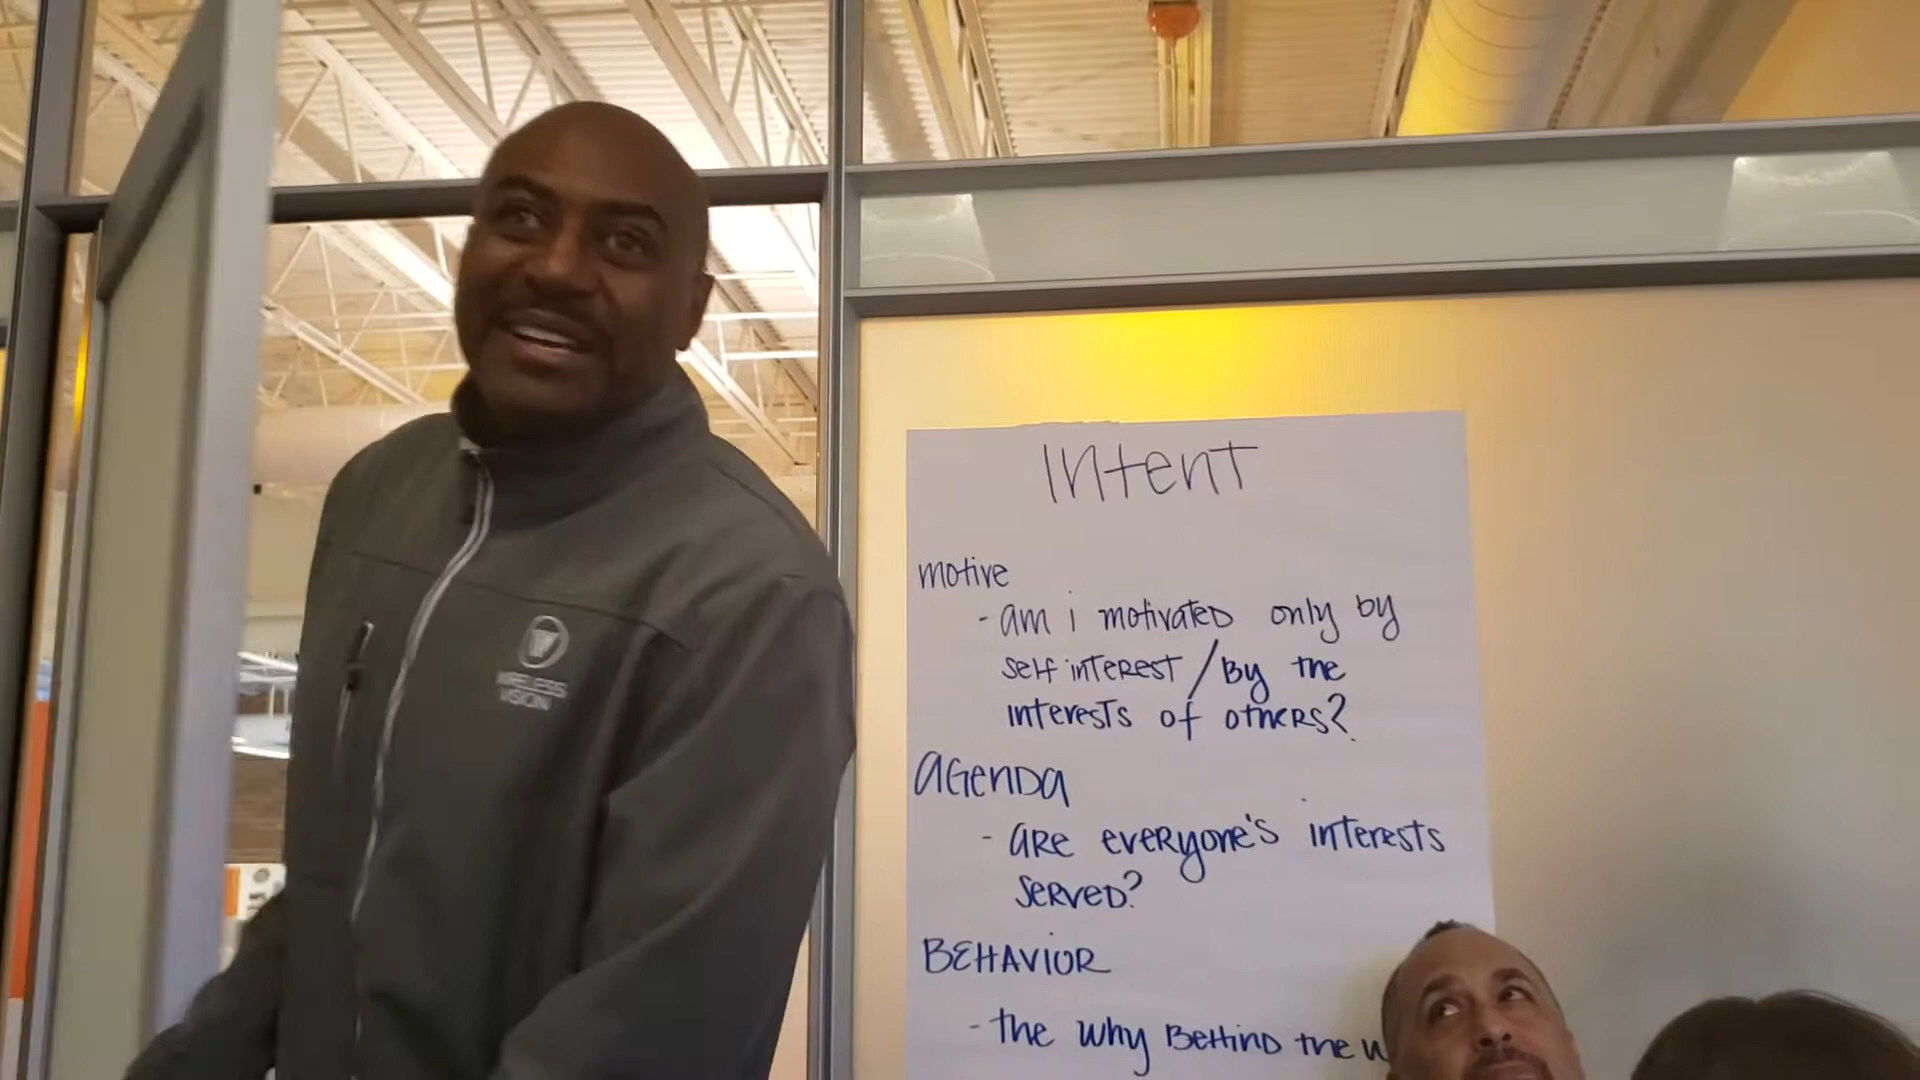 Intent
motive
- am i motivated only by
self interest / By the
interests of others?
AGENDA
- are everyone's interests
served?
BEHAVIOR
- the why Behind the
WIRELESS
VISION